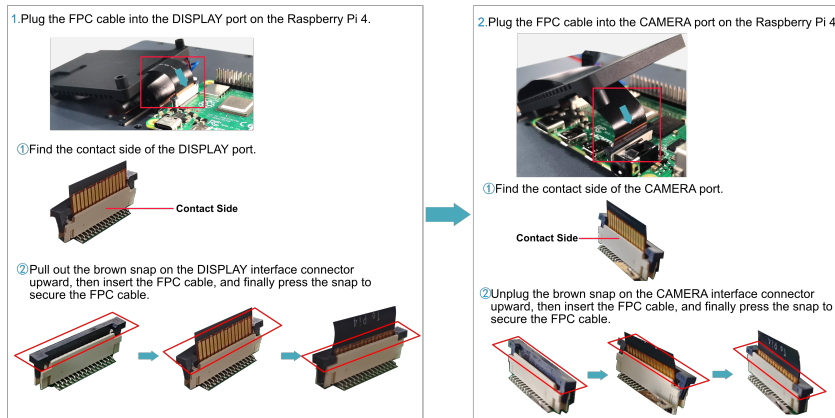 1.Plug the FPC cable into the DISPLAY port on the Raspberry Pi 4.
①Find the contact side of the DISPLAY port.
Contact Side
②Pull out the brown snap on the DISPLAY interface connector
upward, then insert the FPC cable, and finally press the snap to
secure the FPC cable.
To Pi4
2.Plug the FPC cable into the CAMERA port on the Raspberry Pi 4
①Find the contact side of the CAMERA port.
Contact Side
②Unplug the brown snap on the CAMERA interface connector
upward, then insert the FPC cable, and finally press the snap to
secure the FPC cable.